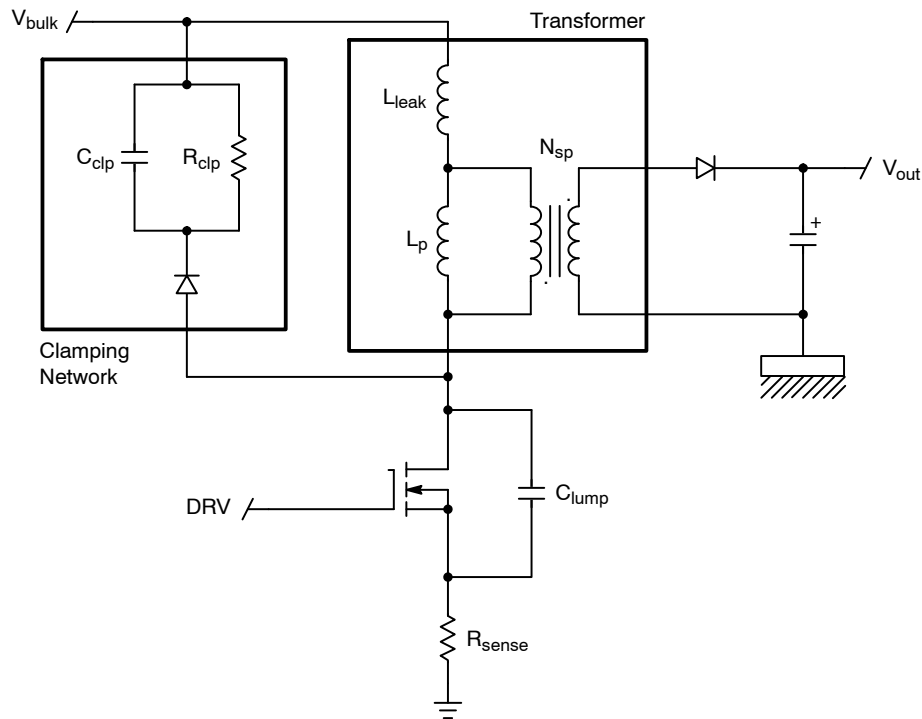 V_bulk
Transformer
L_leak
C_clp
R_clp
N_sp
V_out
L_p
+
Clamping
Network
DRV
C_lump
R_sense